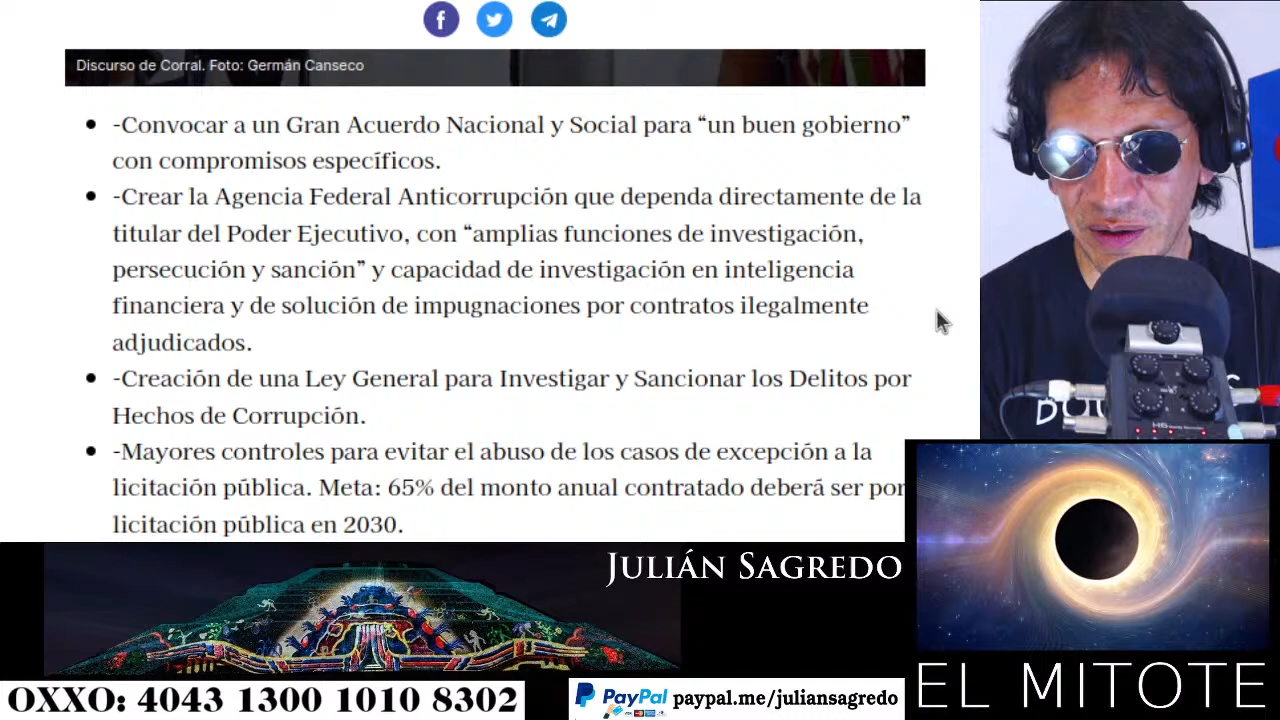 Discurso de Corral. Foto: Germán Canseco
-Convocar a un Gran Acuerdo Nacional y Social para “un buen gobierno”
con compromisos específicos.
-Crear la Agencia Federal Anticorrupción que dependa directamente de la
titular del Poder Ejecutivo, con “amplias funciones de investigación,
persecución y sanción” y capacidad de investigación en inteligencia
financiera y de solución de impugnaciones por contratos ilegalmente
adjudicados.
-Creación de una Ley General para Investigar y Sancionar los Delitos por
Hechos de Corrupción.
-Mayores controles para evitar el abuso de los casos de excepción a la
licitación pública. Meta: 65% del monto anual contratado deberá ser por
licitación pública en 2030.
JULIÁN SAGREDO
EL MITOTE
OXXO: 4043 1300 1010 8302
PayPal paypal.me/juliansagredo